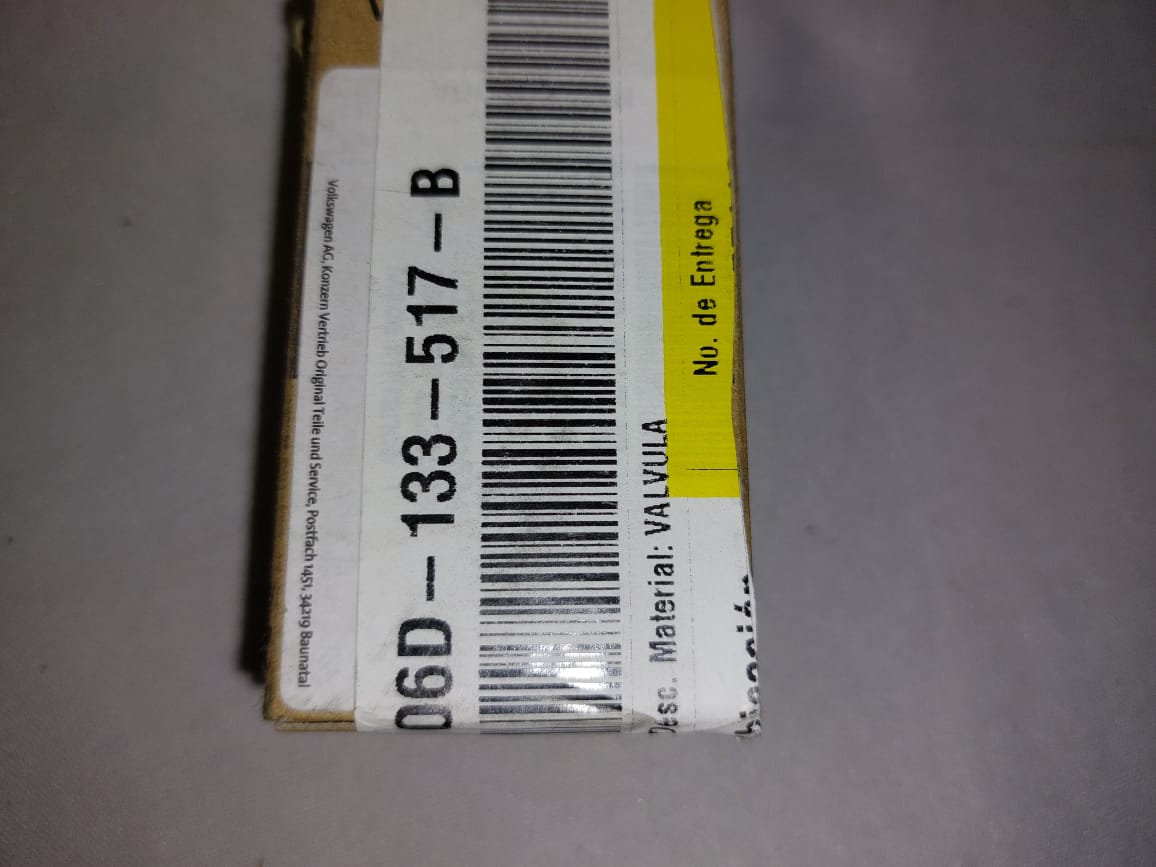 Volkswagen AG, Konzern Vertrieb Original Teile und Service, Postfach 1451, 34219 Baunatal
06D-133-517-B
Desc. Material: VALVULA
No. de Entrega